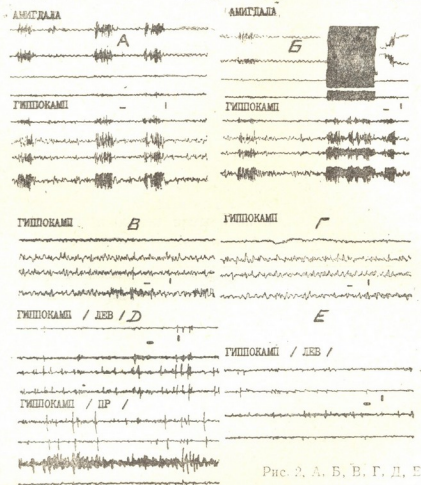 АМИГДАЛА
А
ГИППОКАМП
АМИГДАЛА
Б
ГИППОКАМП
ГИППОКАМП В
ГИППОКАМП Г
ГИППОКАМП / ЛЕВ / Д
ГИППОКАМП / ПР /
Е
ГИППОКАМП / ЛЕВ /
Рис. 2, А, Б, В, Г, Д, Е